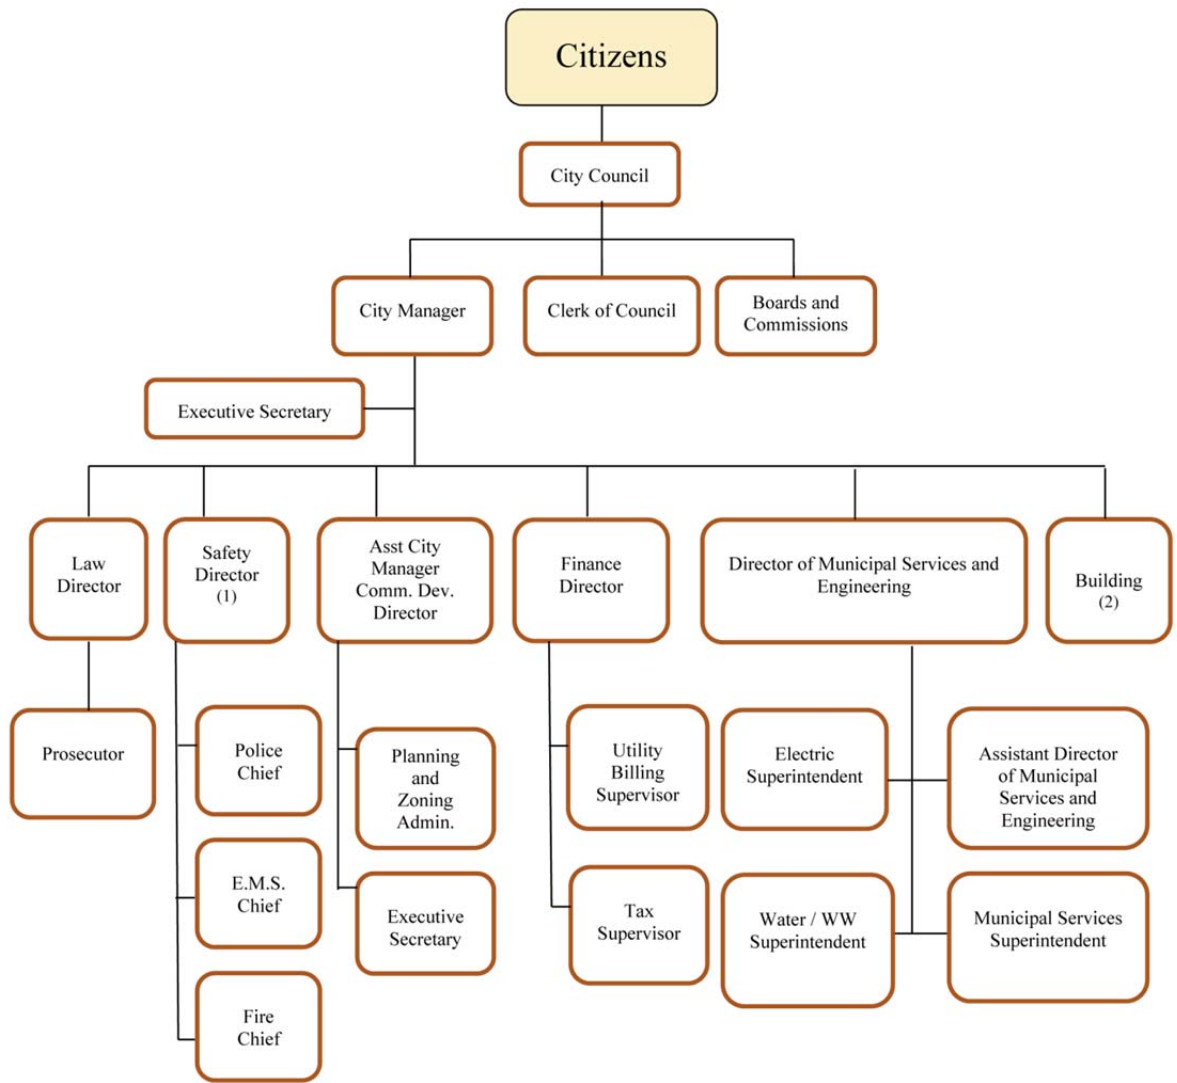 Citizens
City Council
City Manager
Clerk of Council
Boards and
Commissions
Executive Secretary
Law
Director
Safety
Director
(1)
Asst City
Manager
Comm. Dev.
Director
Finance
Director
Director of Municipal Services and
Engineering
Building
(2)
Prosecutor
Police
Chief
E.M.S.
Chief
Fire
Chief
Planning
and
Zoning
Admin.
Executive
Secretary
Utility
Billing
Supervisor
Tax
Supervisor
Electric
Superintendent
Assistant Director
of Municipal
Services and
Engineering
Water / WW
Superintendent
Municipal Services
Superintendent